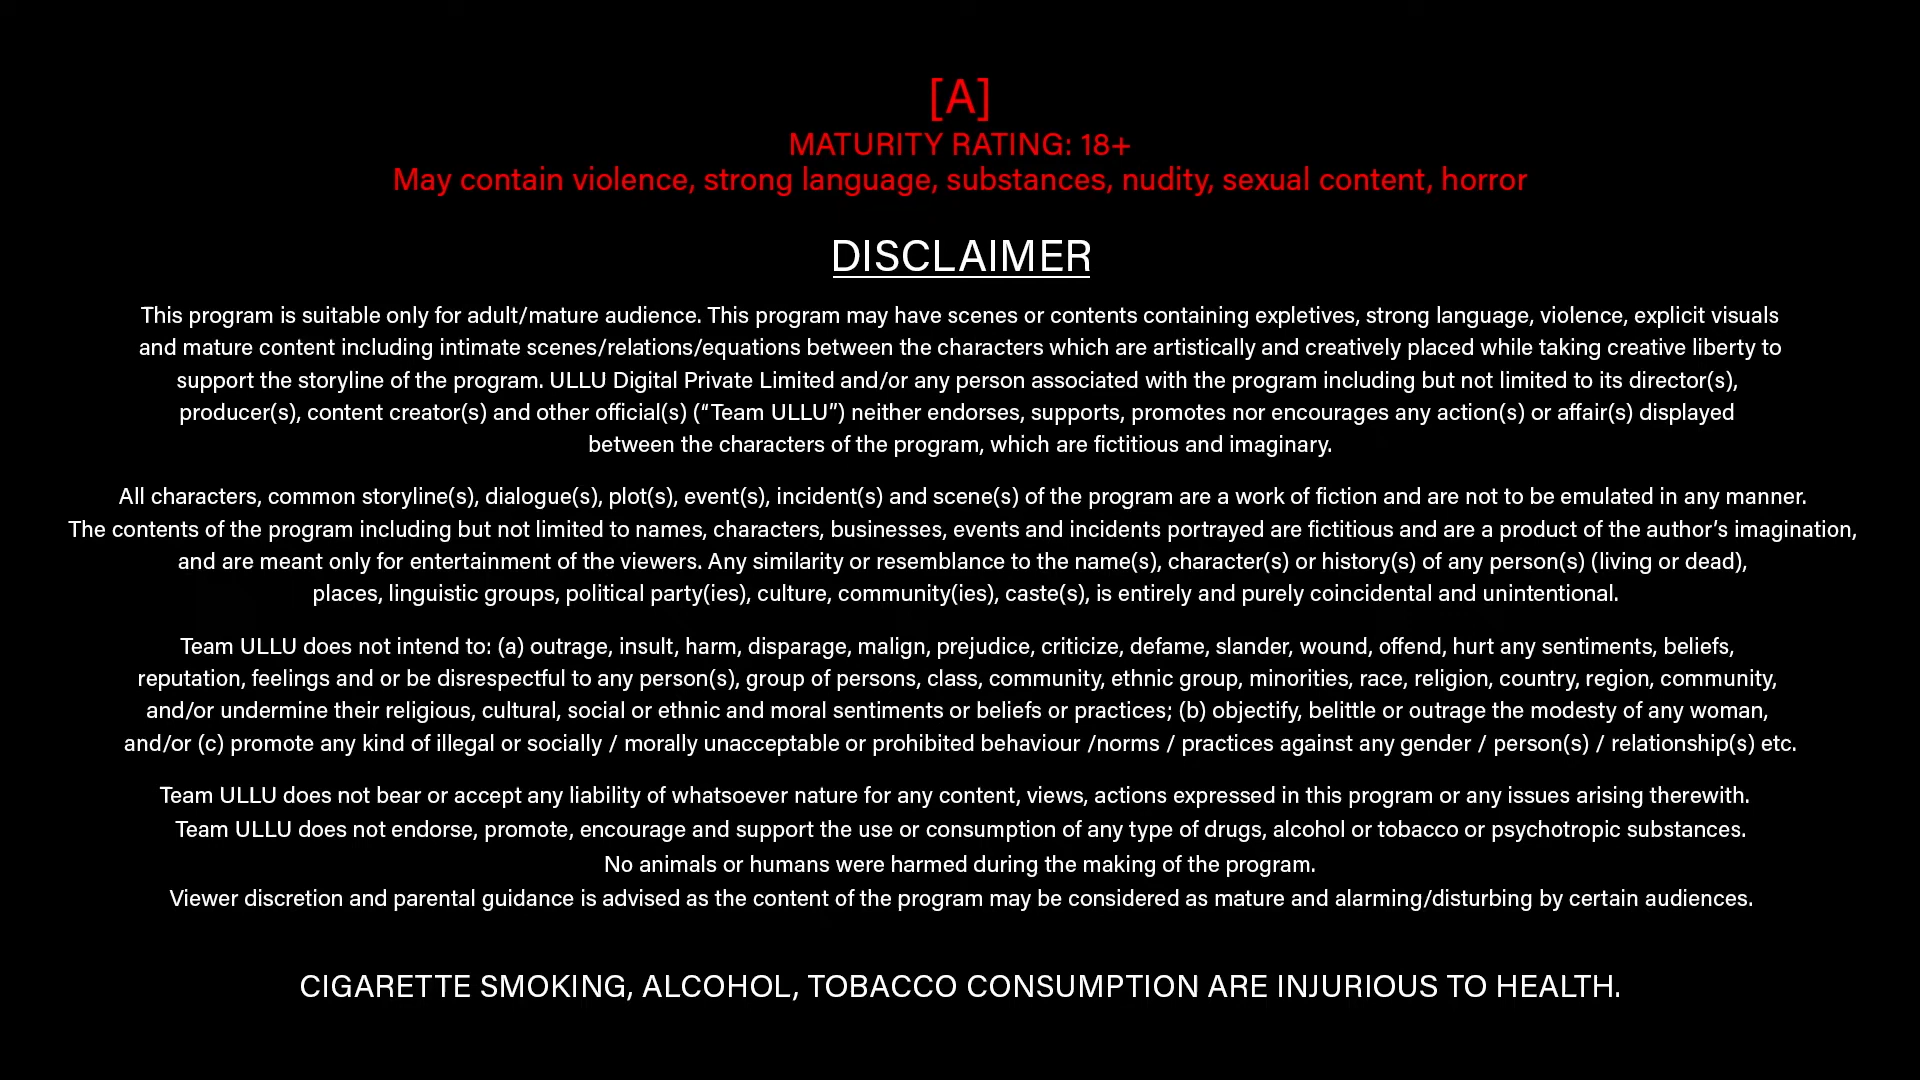 [A]
MATURITY RATING: 18+
May contain violence, strong language, substances, nudity, sexual content, horror
DISCLAIMER
This program is suitable only for adult/mature audience. This program may have scenes or contents containing expletives, strong language, violence, explicit visuals
and mature content including intimate scenes/relations/equations between the characters which are artistically and creatively placed while taking creative liberty to
support the storyline of the program. ULLU Digital Private Limited and/or any person associated with the program including but not limited to its director(s),
producer(s), content creator(s) and other official(s) (“Team ULLU”) neither endorses, supports, promotes nor encourages any action(s) or affair(s) displayed
between the characters of the program, which are fictitious and imaginary.
All characters, common storyline(s), dialogue(s), plot(s), event(s), incident(s) and scene(s) of the program are a work of fiction and are not to be emulated in any manner.
The contents of the program including but not limited to names, characters, businesses, events and incidents portrayed are fictitious and are a product of the author’s imagination,
and are meant only for entertainment of the viewers. Any similarity or resemblance to the name(s), character(s) or history(s) of any person(s) (living or dead),
places, linguistic groups, political party(ies), culture, community(ies), caste(s), is entirely and purely coincidental and unintentional.
Team ULLU does not intend to: (a) outrage, insult, harm, disparage, malign, prejudice, criticize, defame, slander, wound, offend, hurt any sentiments, beliefs,
reputation, feelings and or be disrespectful to any person(s), group of persons, class, community, ethnic group, minorities, race, religion, country, region, community,
and/or undermine their religious, cultural, social or ethnic and moral sentiments or beliefs or practices; (b) objectify, belittle or outrage the modesty of any woman,
and/or (c) promote any kind of illegal or socially / morally unacceptable or prohibited behaviour /norms / practices against any gender / person(s) / relationship(s) etc.
Team ULLU does not bear or accept any liability of whatsoever nature for any content, views, actions expressed in this program or any issues arising therewith.
Team ULLU does not endorse, promote, encourage and support the use or consumption of any type of drugs, alcohol or tobacco or psychotropic substances.
No animals or humans were harmed during the making of the program.
Viewer discretion and parental guidance is advised as the content of the program may be considered as mature and alarming/disturbing by certain audiences.
CIGARETTE SMOKING, ALCOHOL, TOBACCO CONSUMPTION ARE INJURIOUS TO HEALTH.